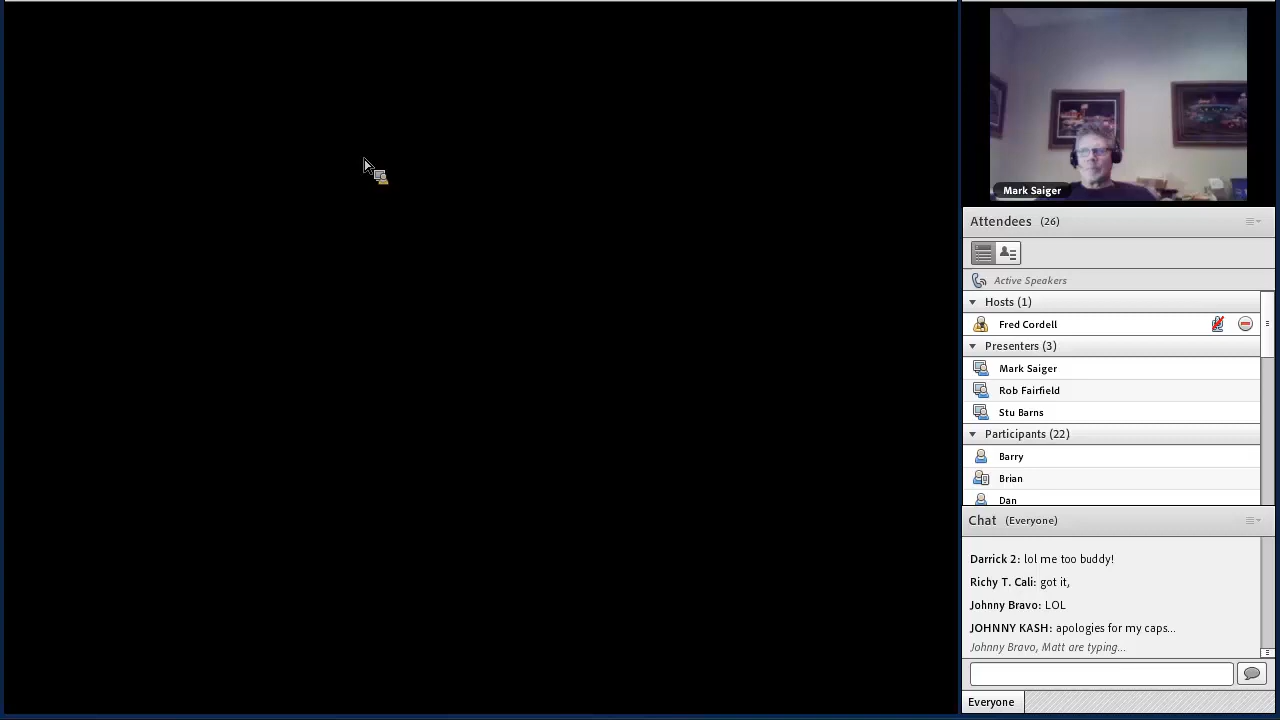 Mark Saiger
Attendees (26)
Active Speakers
Hosts (1)
Fred Cordell
Presenters (3)
Mark Saiger
Rob Fairfield
Stu Barns
Participants (22)
Barry
Brian
Dan
Chat (Everyone)
Darrick 2: lol me too buddy!
Richy T. Cali: got it,
Johnny Bravo: LOL
JOHNNY KASH: apologies for my caps...
Johnny Bravo, Matt are typing...
Everyone